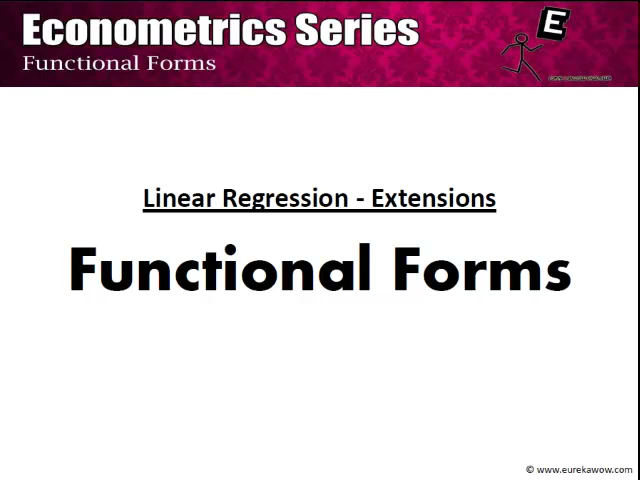 Econometrics Series
Functional Forms
E
Linear Regression - Extensions
Functional Forms
© www.eurekawow.com